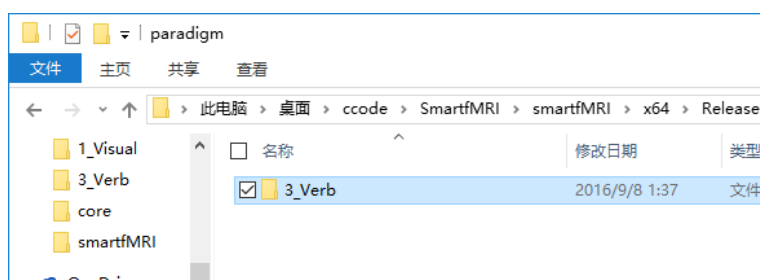 paradigm
文件 主页 共享 查看
此电脑 › 桌面 › ccode › SmartfMRI › smartfMRI › x64 › Release
1_Visual
3_Verb
core
smartfMRI
名称 修改日期 类型
3_Verb 2016/9/8 1:37 文件